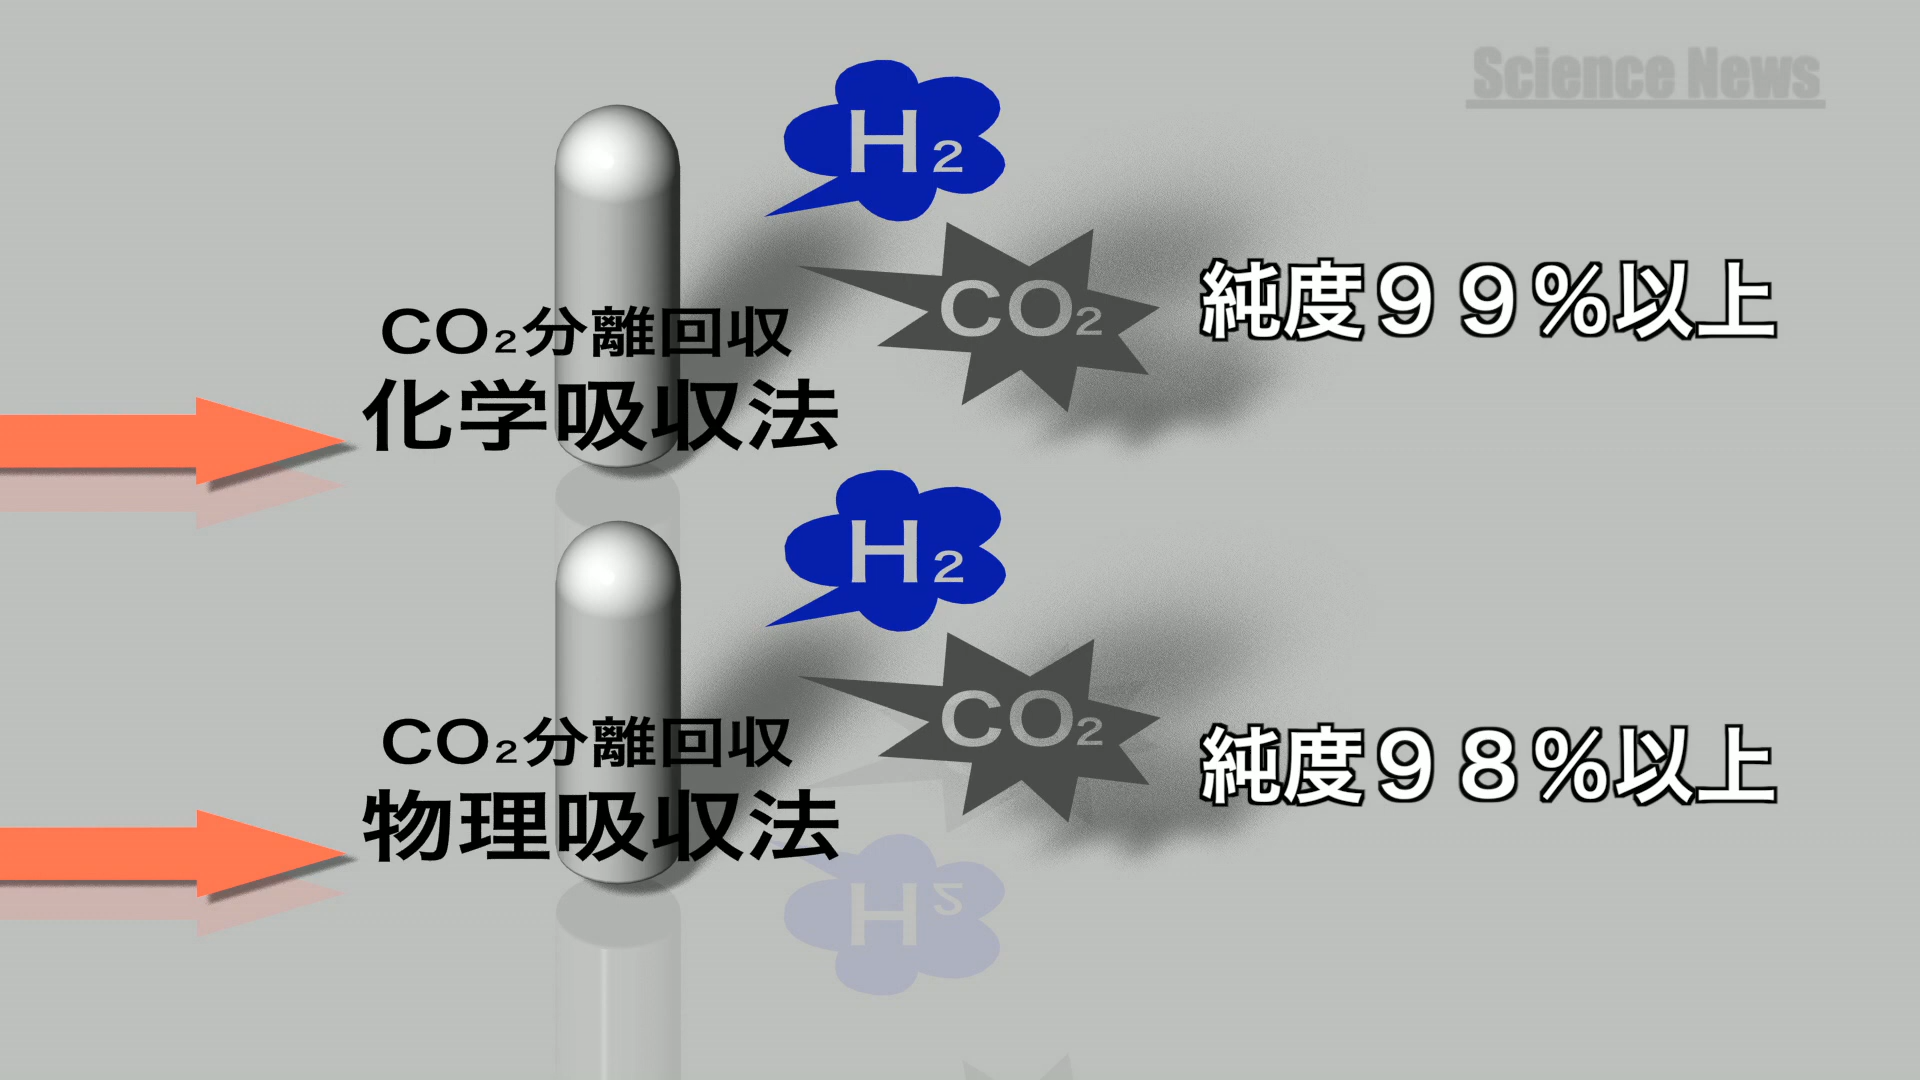 Science News
H₂
CO₂
純度９９％以上
CO₂分離回収
化学吸収法
H₂
CO₂
純度９８％以上
CO₂分離回収
物理吸収法